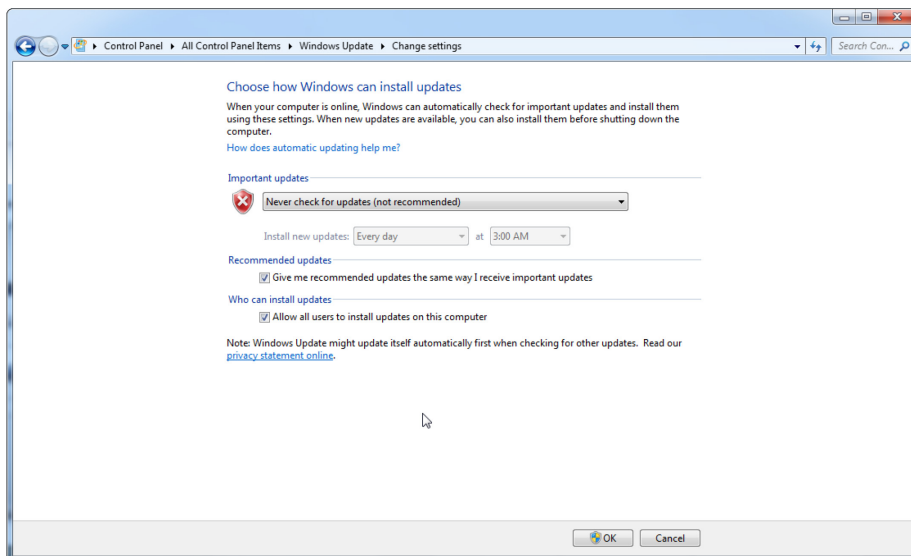 Control Panel ▸ All Control Panel Items ▸ Windows Update ▸ Change settings
Search Con...
Choose how Windows can install updates
When your computer is online, Windows can automatically check for important updates and install them
using these settings. When new updates are available, you can also install them before shutting down the
computer.
How does automatic updating help me?
Important updates
Never check for updates (not recommended)
Install new updates: Every day at 3:00 AM
Recommended updates
Give me recommended updates the same way I receive important updates
Who can install updates
Allow all users to install updates on this computer
Note: Windows Update might update itself automatically first when checking for other updates. Read our
privacy statement online.
OK Cancel